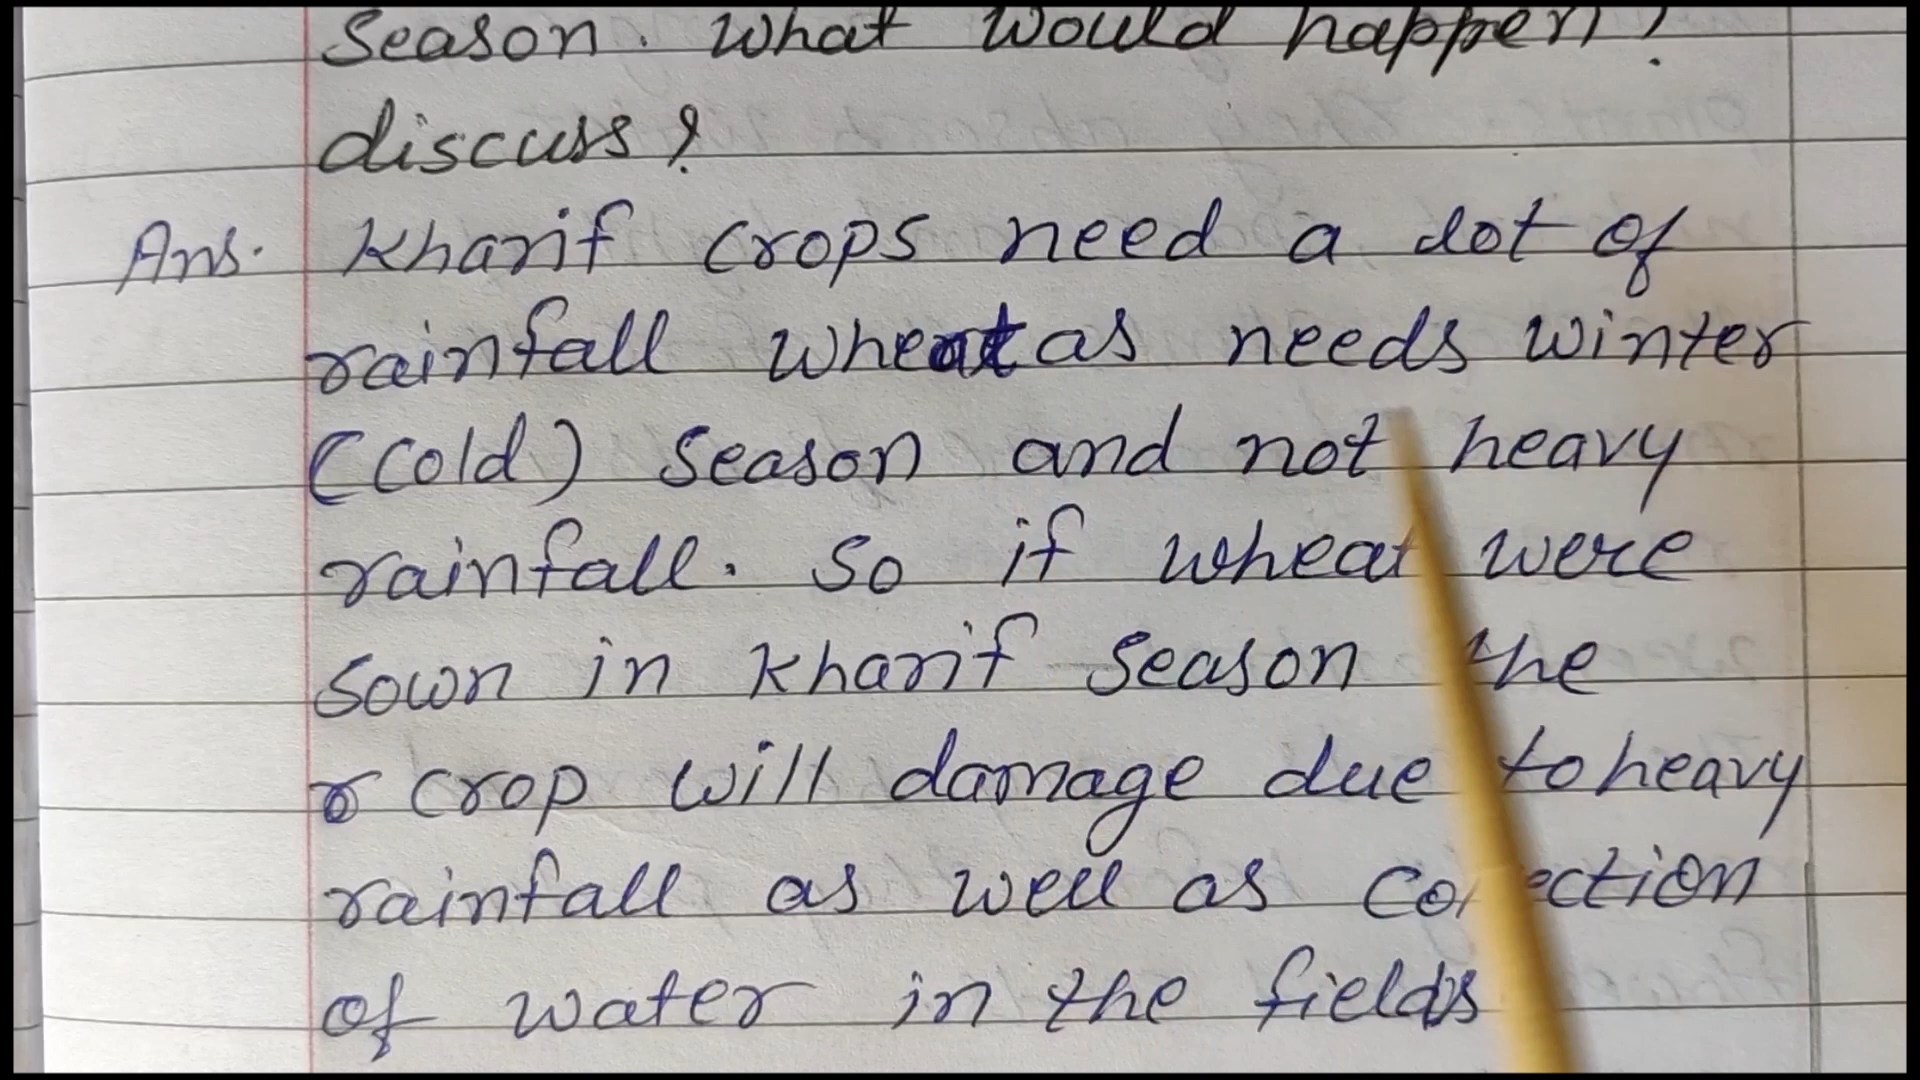 Season. What would happen?
discuss?
Ans. Kharif crops need a lot of
rainfall wheatas needs winter
(cold) season and not heavy
rainfall. So if wheat were
sown in Kharif season the
r crop will damage due to heavy
rainfall as well as collection
of water in the fields